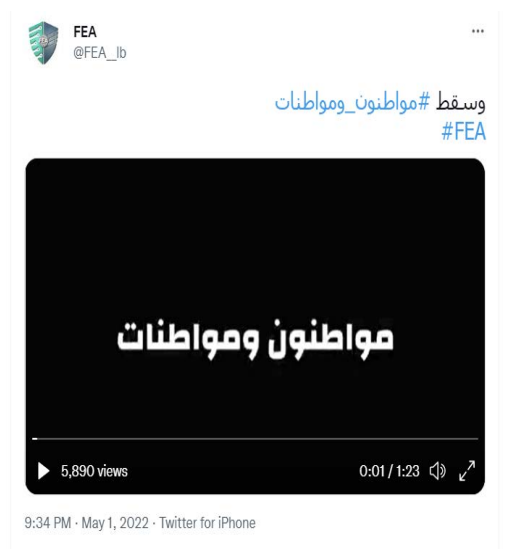 FEA
@FEA_lb
وسقط #مواطنون_ومواطنات
#FEA
مواطنون ومواطنات
5,890 views
0:01 / 1:23
9:34 PM · May 1, 2022 · Twitter for iPhone